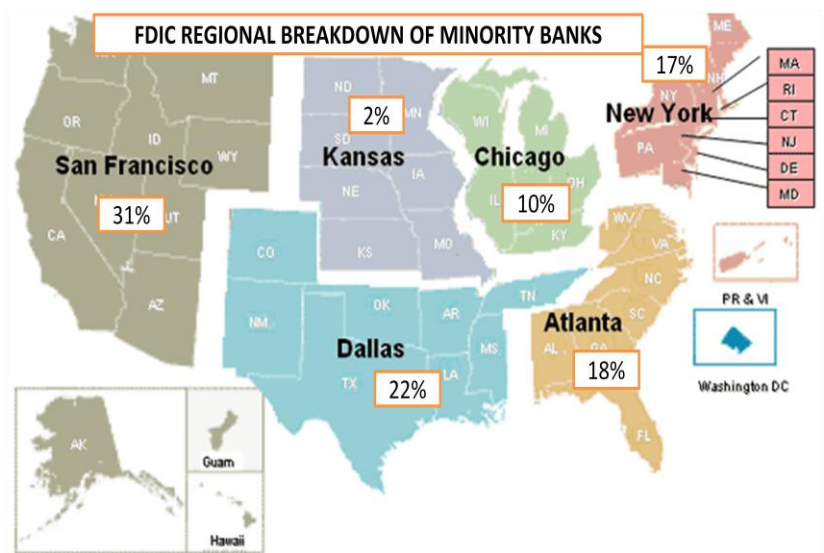 FDIC REGIONAL BREAKDOWN OF MINORITY BANKS
ME
17%
MA
NH
RI
MT
ND
MN
2%
NY
CT
New York
OR
ID
SD
WI
MI
NJ
San Francisco
WY
Kansas
Chicago
PA
DE
NE
IA
OH
MD
31%
UT
IL
10%
CA
KS
MO
KY
WV
VA
CO
NC
PR & VI
AZ
NM
OK
AR
TN
SC
Atlanta
Dallas
MS
AL
GA
Washington DC
TX
22%
LA
18%
FL
AK
Guam
Hawaii